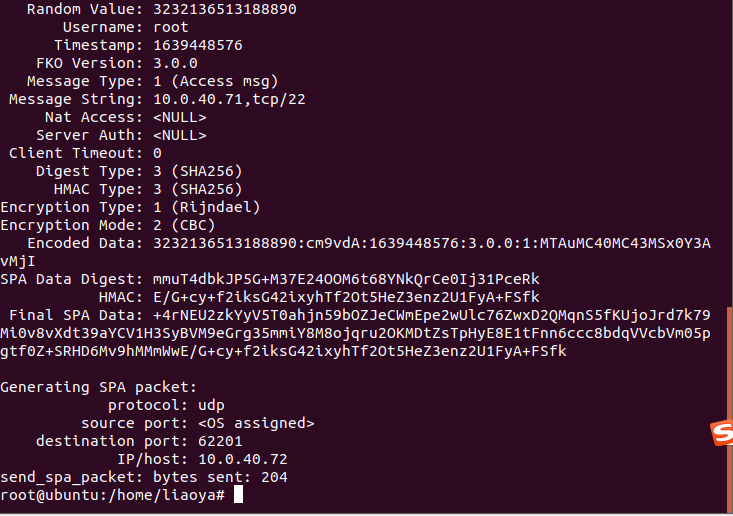 Random Value: 3232136513188890
Username: root
Timestamp: 1639448576
FKO Version: 3.0.0
Message Type: 1 (Access msg)
Message String: 10.0.40.71,tcp/22
Nat Access: <NULL>
Server Auth: <NULL>
Client Timeout: 0
Digest Type: 3 (SHA256)
HMAC Type: 3 (SHA256)
Encryption Type: 1 (Rijndael)
Encryption Mode: 2 (CBC)
Encoded Data: 3232136513188890:cm9vdA:1639448576:3.0.0:1:MTAuMC40MC43MSx0Y3A
vMjI
SPA Data Digest: mmuT4dbkJP5G+M37E24OOM6t68YNkQrCe0Ij31PceRk
HMAC: E/G+cy+f2iksG42ixyhTf2Ot5HeZ3enz2U1FyA+FSfk
Final SPA Data: +4rNEU2zkYyV5T0ahjn59bOZJeCWmEpe2wUlc76ZwxD2QMqnS5fKUjoJrd7k79
Mi0v8vXdt39aYCV1H3SyBVM9eGrg35mmiY8M8ojqru2OKMDtZsTpHyE8E1tFnn6ccc8bdqVVcbVm05p
gtf0Z+SRHD6Mv9hMMmWwE/G+cy+f2iksG42ixyhTf2Ot5HeZ3enz2U1FyA+FSfk
Generating SPA packet:
protocol: udp
source port: <OS assigned>
destination port: 62201
IP/host: 10.0.40.72
send_spa_packet: bytes sent: 204
root@ubuntu:/home/liaoya#
S